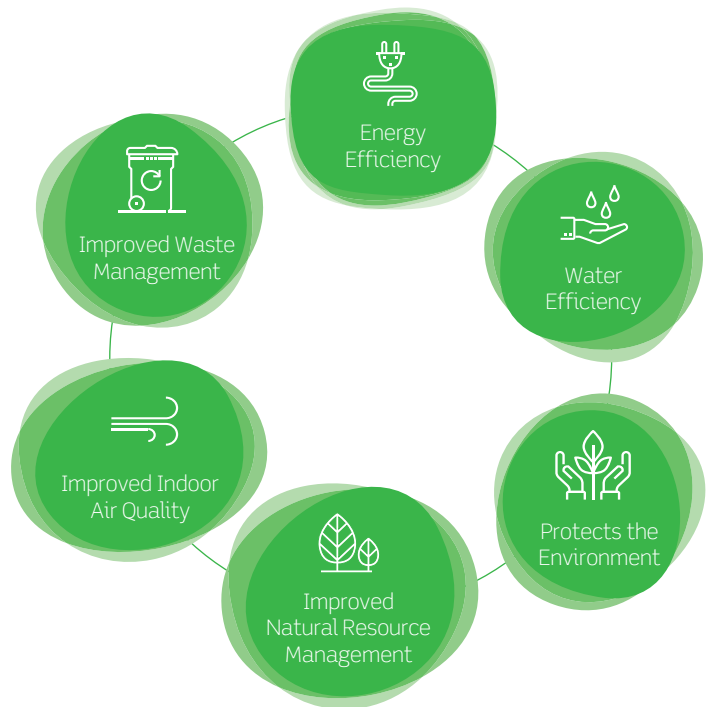 Energy
Efficiency
Water
Efficiency
Protects the
Environment
Improved
Natural Resource
Management
Improved Indoor
Air Quality
Improved Waste
Management